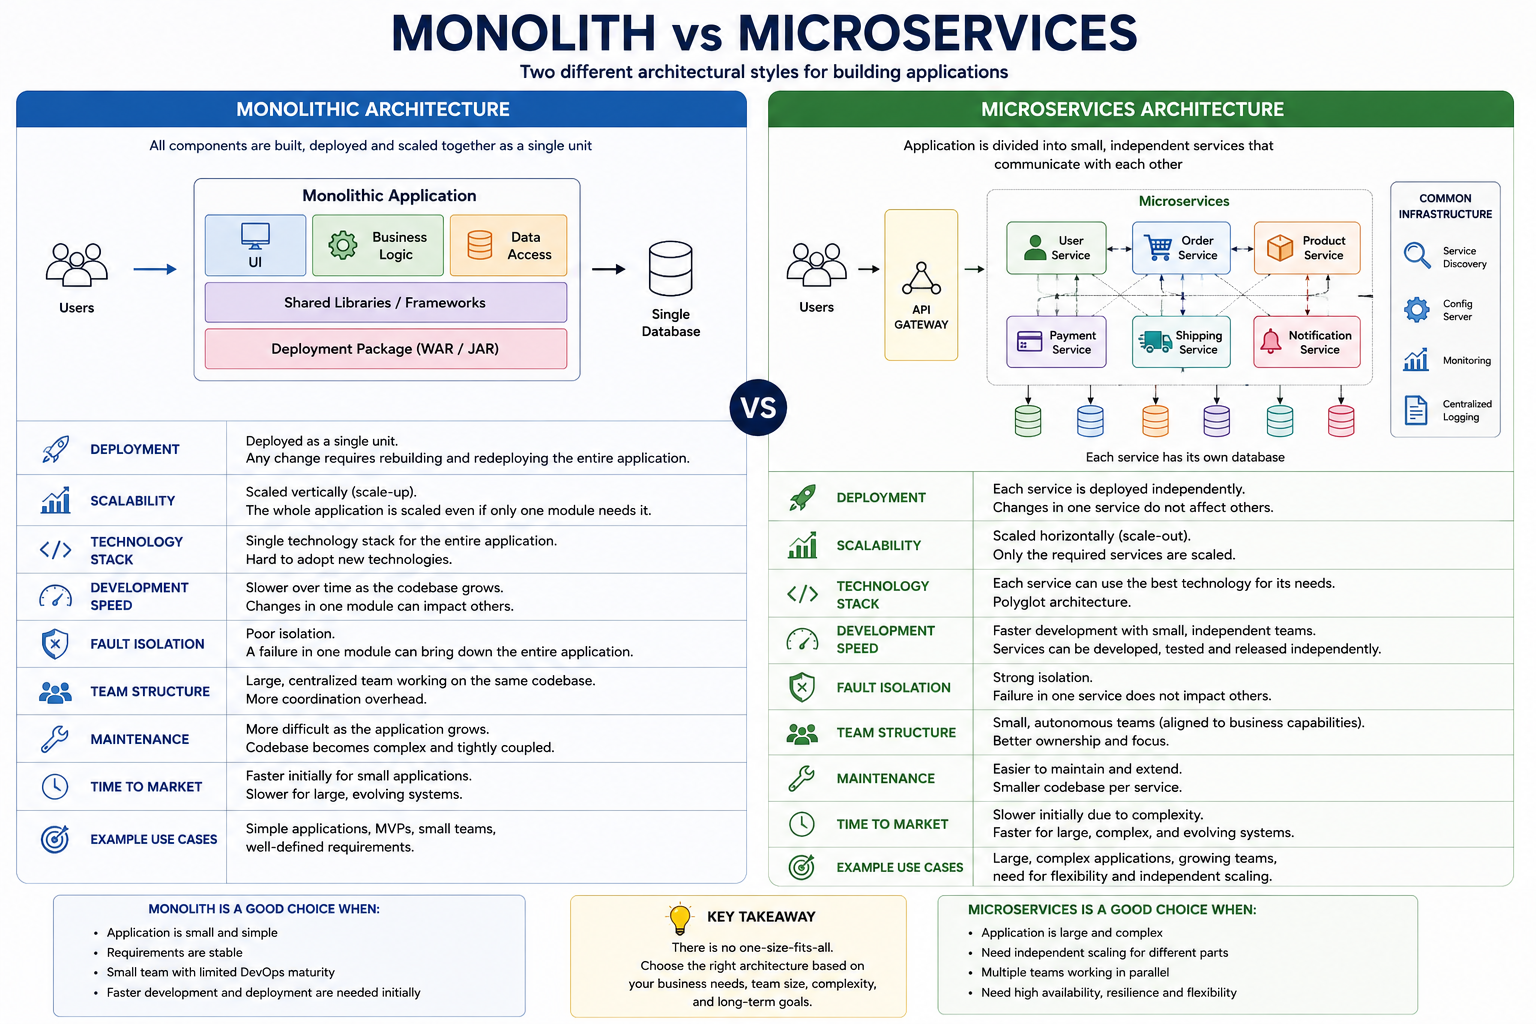 MONOLITH vs MICROSERVICES
Two different architectural styles for building applications
MONOLITHIC ARCHITECTURE
All components are built, deployed and scaled together as a single unit
Users
Monolithic Application
UI
Business
Logic
Data
Access
Shared Libraries / Frameworks
Deployment Package (WAR / JAR)
Single
Database
DEPLOYMENT
Deployed as a single unit.
Any change requires rebuilding and redeploying the entire application.
SCALABILITY
Scaled vertically (scale-up).
The whole application is scaled even if only one module needs it.
TECHNOLOGY
STACK
Single technology stack for the entire application.
Hard to adopt new technologies.
DEVELOPMENT
SPEED
Slower over time as the codebase grows.
Changes in one module can impact others.
FAULT ISOLATION
Poor isolation.
A failure in one module can bring down the entire application.
TEAM STRUCTURE
Large, centralized team working on the same codebase.
More coordination overhead.
MAINTENANCE
More difficult as the application grows.
Codebase becomes complex and tightly coupled.
TIME TO MARKET
Faster initially for small applications.
Slower for large, evolving systems.
EXAMPLE USE CASES
Simple applications, MVPs, small teams,
well-defined requirements.
VS
MICROSERVICES ARCHITECTURE
Application is divided into small, independent services that
communicate with each other
Users
API
GATEWAY
Microservices
User
Service
Order
Service
Product
Service
Payment
Service
Shipping
Service
Notification
Service
Each service has its own database
COMMON
INFRASTRUCTURE
Service
Discovery
Config
Server
Monitoring
Centralized
Logging
DEPLOYMENT
Each service is deployed independently.
Changes in one service do not affect others.
SCALABILITY
Scaled horizontally (scale-out).
Only the required services are scaled.
TECHNOLOGY
STACK
Each service can use the best technology for its needs.
Polyglot architecture.
DEVELOPMENT
SPEED
Faster development with small, independent teams.
Services can be developed, tested and released independently.
FAULT ISOLATION
Strong isolation.
Failure in one service does not impact others.
TEAM STRUCTURE
Small, autonomous teams (aligned to business capabilities).
Better ownership and focus.
MAINTENANCE
Easier to maintain and extend.
Smaller codebase per service.
TIME TO MARKET
Slower initially due to complexity.
Faster for large, complex, and evolving systems.
EXAMPLE USE CASES
Large, complex applications, growing teams,
need for flexibility and independent scaling.
MONOLITH IS A GOOD CHOICE WHEN:
• Application is small and simple
• Requirements are stable
• Small team with limited DevOps maturity
• Faster development and deployment are needed initially
KEY TAKEAWAY
There is no one-size-fits-all.
Choose the right architecture based on
your business needs, team size, complexity,
and long-term goals.
MICROSERVICES IS A GOOD CHOICE WHEN:
• Application is large and complex
• Need independent scaling for different parts
• Multiple teams working in parallel
• Need high availability, resilience and flexibility